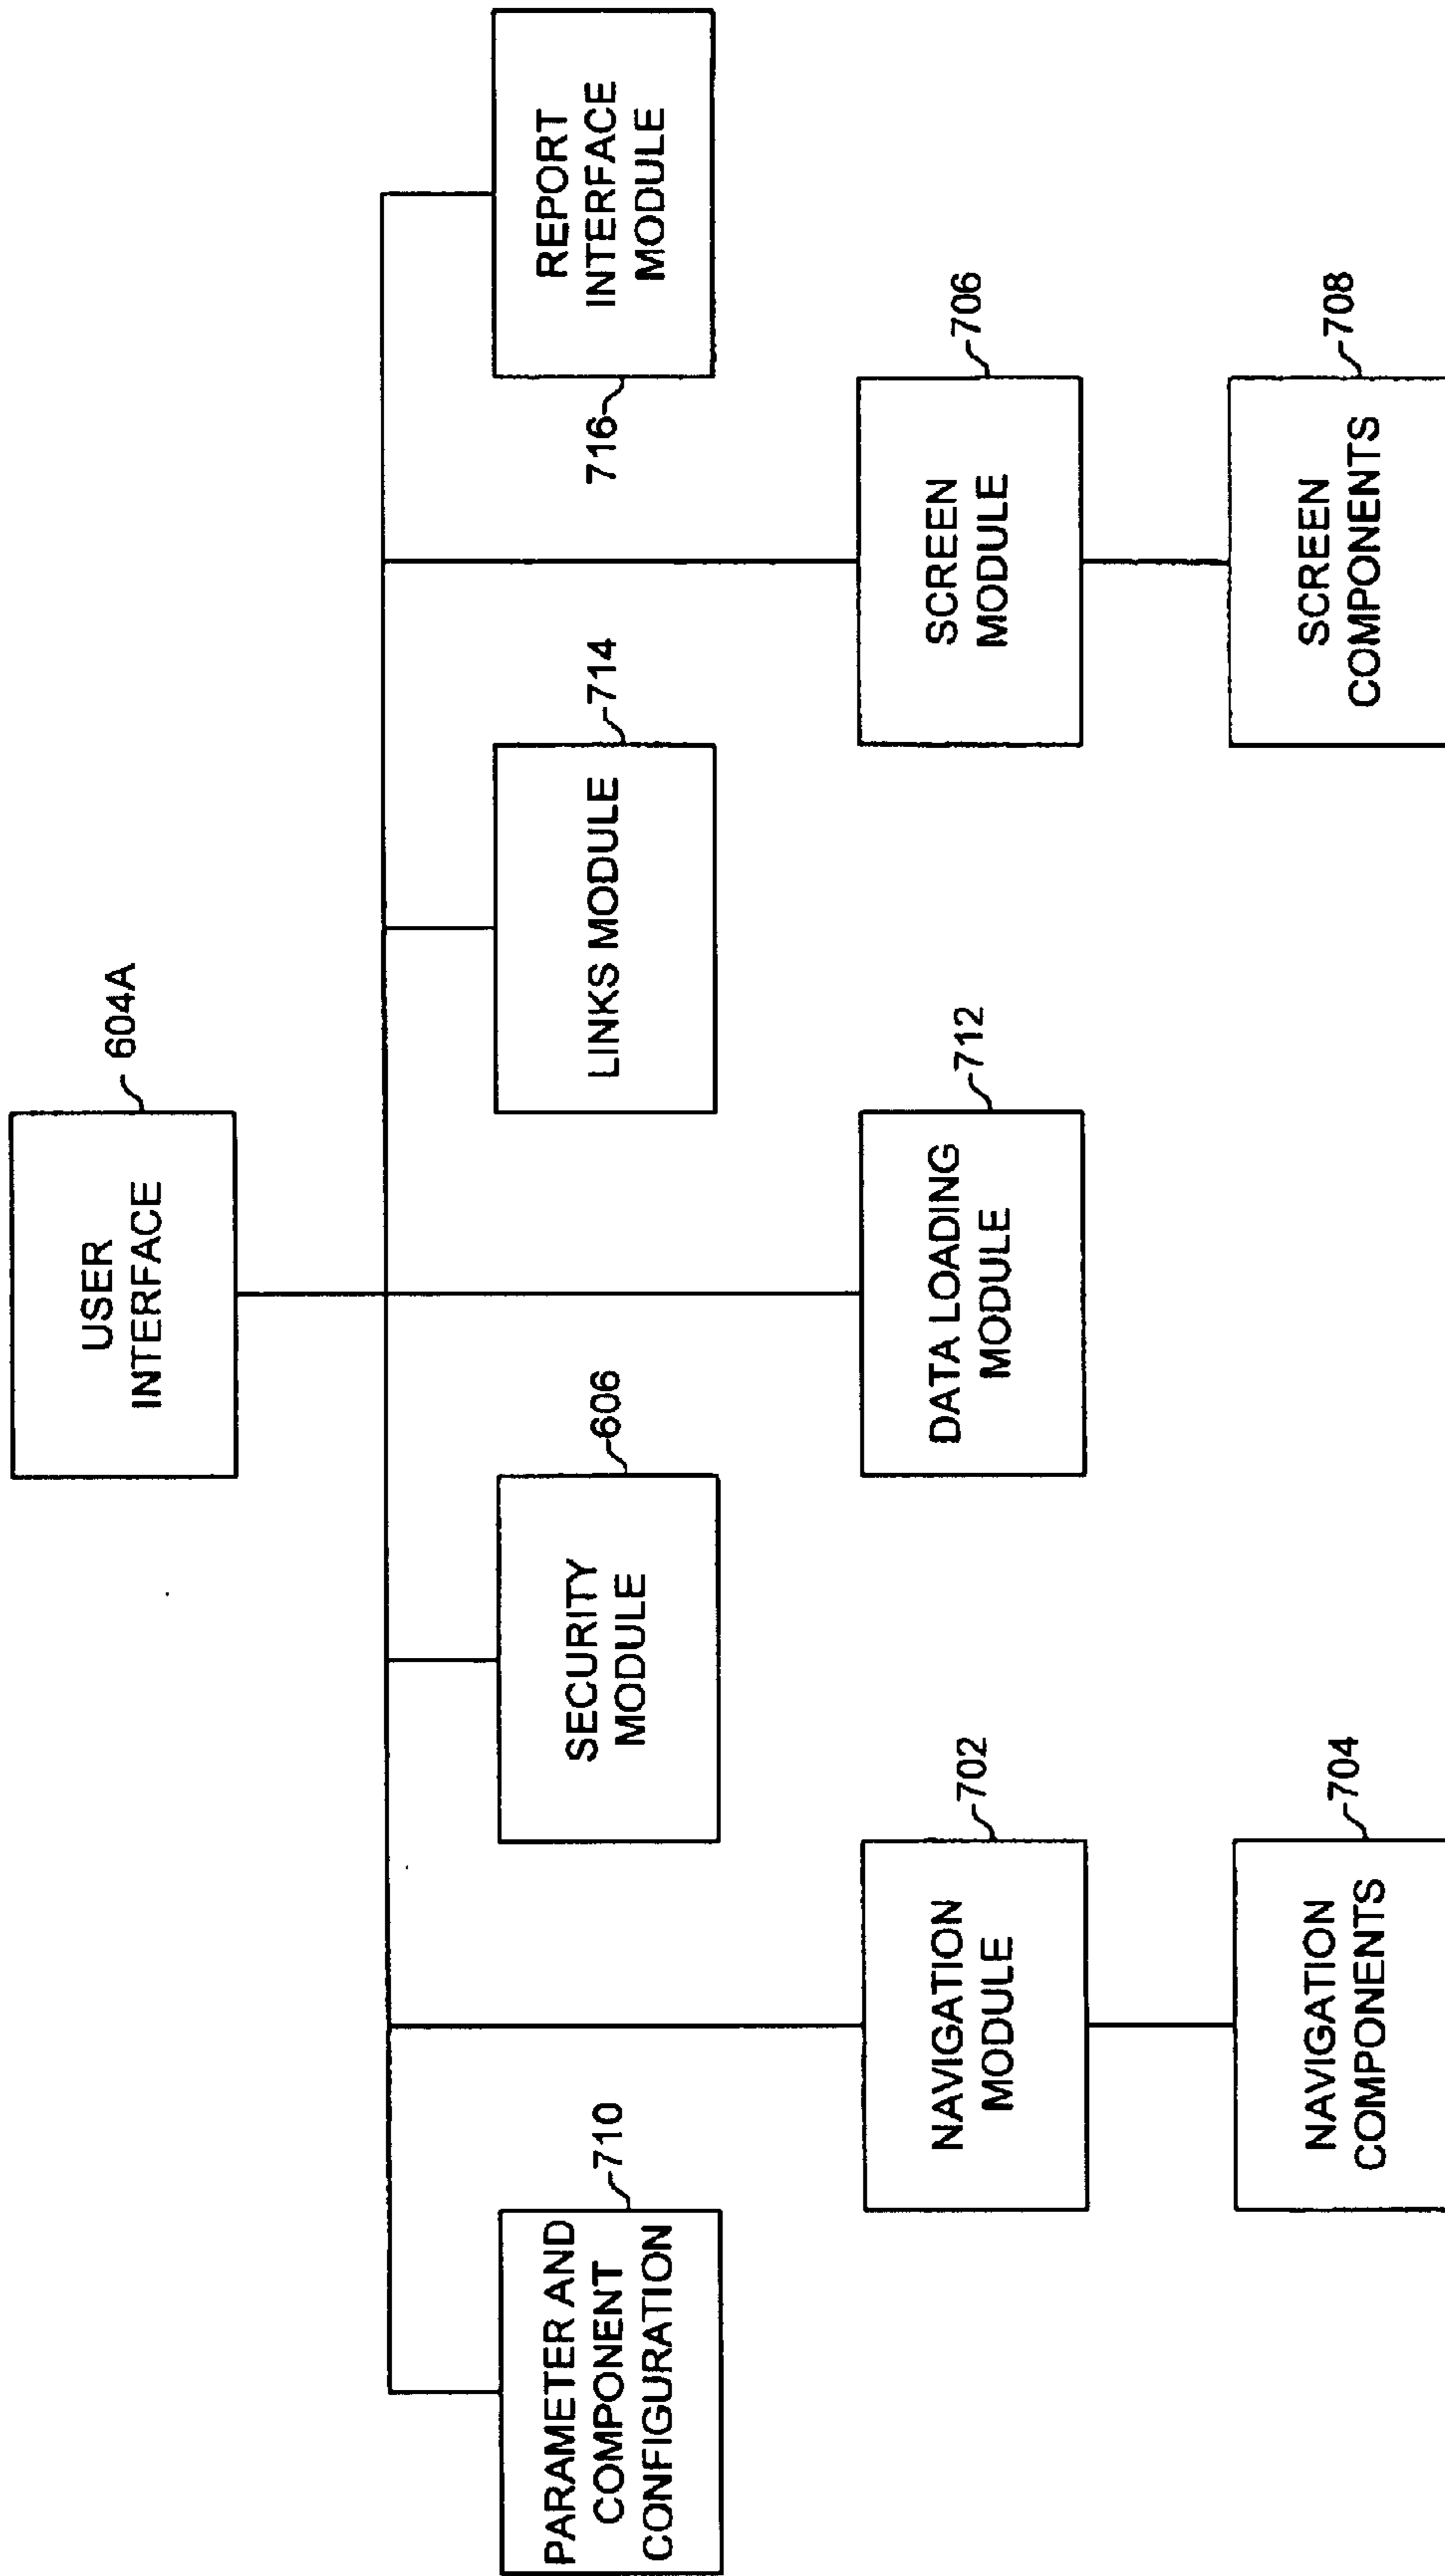 USER
INTERFACE
604A
PARAMETER AND
COMPONENT
CONFIGURATION
710
SECURITY
MODULE
606
LINKS MODULE
714
REPORT
INTERFACE
MODULE
716
NAVIGATION
MODULE
702
DATA LOADING
MODULE
712
SCREEN
MODULE
706
NAVIGATION
COMPONENTS
704
SCREEN
COMPONENTS
708